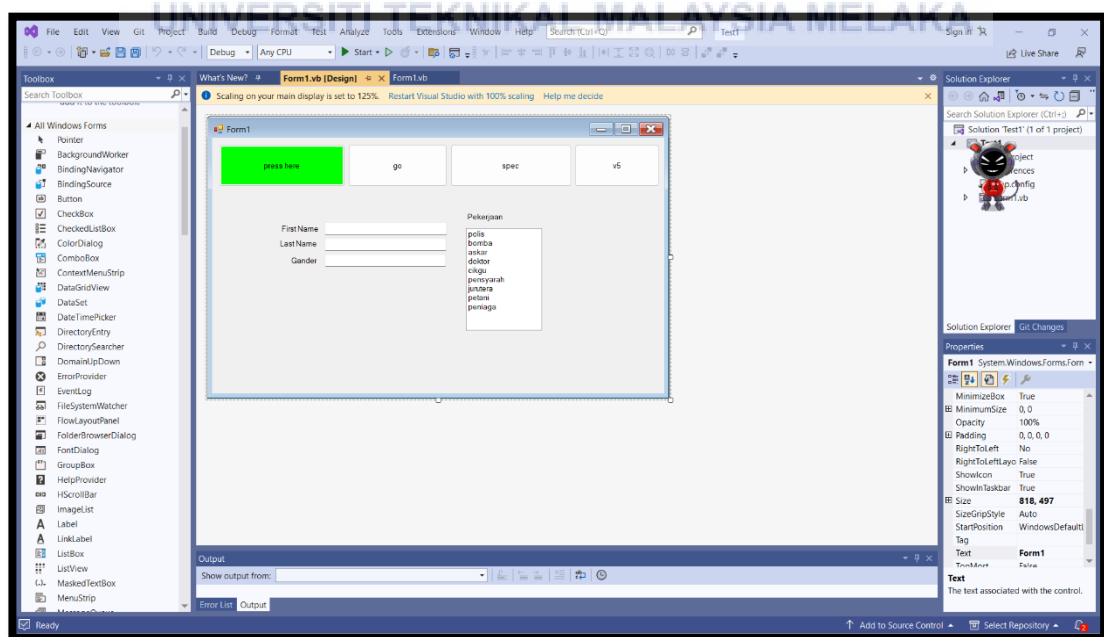 UNIVERSITI TEKNIKAL MALAYSIA MELAKA
File Edit View Git Project Build Debug Format Test Analyze Tools Extensions Window Help Search (Ctrl+Q) Test1 Sign in
Debug Any CPU Start Live Share
Toolbox
Search Toolbox
All Windows Forms
Pointer
BackgroundWorker
BindingNavigator
BindingSource
Button
CheckBox
CheckedListBox
ColorDialog
ComboBox
ContextMenuStrip
DataGridView
DataSet
DateTimePicker
DirectoryEntry
DirectorySearcher
DomainUpDown
ErrorProvider
EventLog
FileSystemWatcher
FlowLayoutPanel
FolderBrowserDialog
FontDialog
GroupBox
HelpProvider
HScrollBar
ImageList
Label
LinkLabel
ListBox
ListView
MaskedTextBox
MenuStrip
What's New? Form1.vb [Design] Form1.vb
Scaling on your main display is set to 125%. Restart Visual Studio with 100% scaling Help me decide
Form1
press here go spec v5
First Name
Last Name
Gander
Pekerjaan
polis
bomba
askar
doktor
cikgu
pensyarah
jurutera
petani
peniaga
Output
Show output from:
Error List Output
Solution Explorer
Search Solution Explorer (Ctrl+;)
Solution 'Test1' (1 of 1 project)
Solution Explorer Git Changes
Properties
Form1 System.Windows.Forms.Forn
MinimizeBox True
MinimumSize 0, 0
Opacity 100%
Padding 0, 0, 0, 0
RightToLeft No
RightToLeftLayo False
ShowIcon True
ShowInTaskbar True
Size 818, 497
SizeGripStyle Auto
StartPosition WindowsDefaultL
Tag
Text Form1
TopMost False
Text
The text associated with the control.
Ready Add to Source Control Select Repository 2